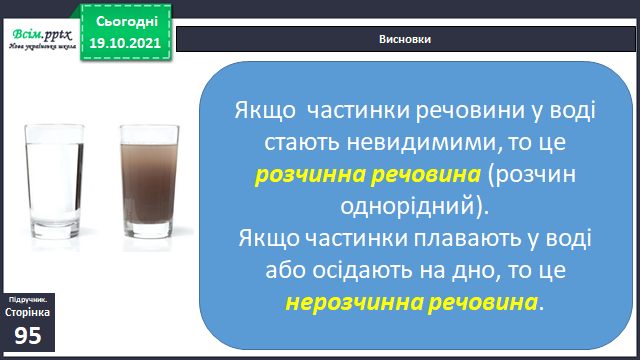 Всім.pptx
Нова українська школа
Сьогодні
19.10.2021
Висновки
Якщо частинки речовини у воді
стають невидимими, то це
розчинна речовина (розчин
однорідний).
Якщо частинки плавають у воді
або осідають на дно, то це
нерозчинна речовина.
Підручник.
Сторінка
95